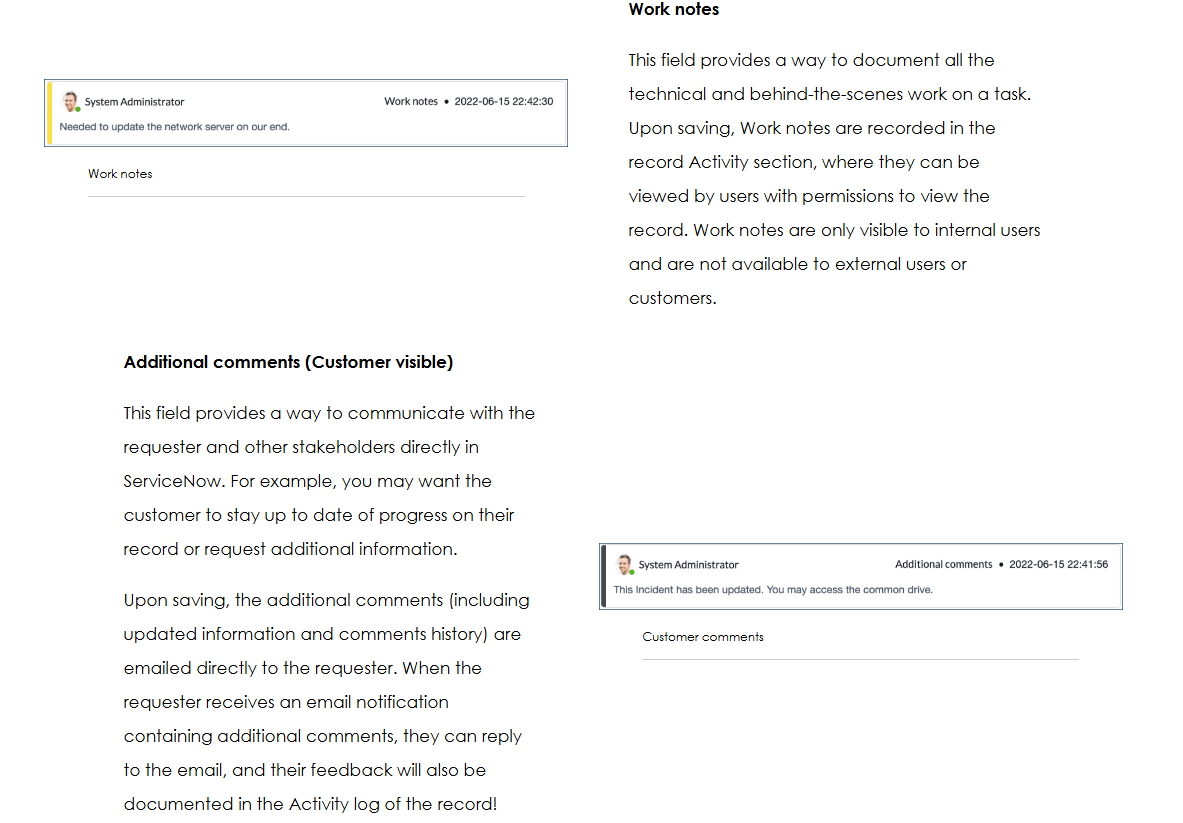 Work notes
System Administrator Work notes • 2022-06-15 22:42:30
Needed to update the network server on our end.
Work notes
This field provides a way to document all the
technical and behind-the-scenes work on a task.
Upon saving, Work notes are recorded in the
record Activity section, where they can be
viewed by users with permissions to view the
record. Work notes are only visible to internal users
and are not available to external users or
customers.
Additional comments (Customer visible)
This field provides a way to communicate with the
requester and other stakeholders directly in
ServiceNow. For example, you may want the
customer to stay up to date of progress on their
record or request additional information.
Upon saving, the additional comments (including
updated information and comments history) are
emailed directly to the requester. When the
requester receives an email notification
containing additional comments, they can reply
to the email, and their feedback will also be
documented in the Activity log of the record!
System Administrator Additional comments • 2022-06-15 22:41:56
This Incident has been updated. You may access the common drive.
Customer comments